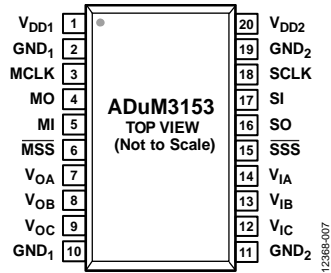 VDD1 1 20 VDD2
GND1 2 19 GND2
MCLK 3 18 SCLK
MO 4 17 SI
MI 5 16 SO
MSS 6 15 SSS
VOA 7 14 VIA
VOB 8 13 VIB
VOC 9 12 VIC
GND1 10 11 GND2
ADuM3153
TOP VIEW
(Not to Scale)
12368-007